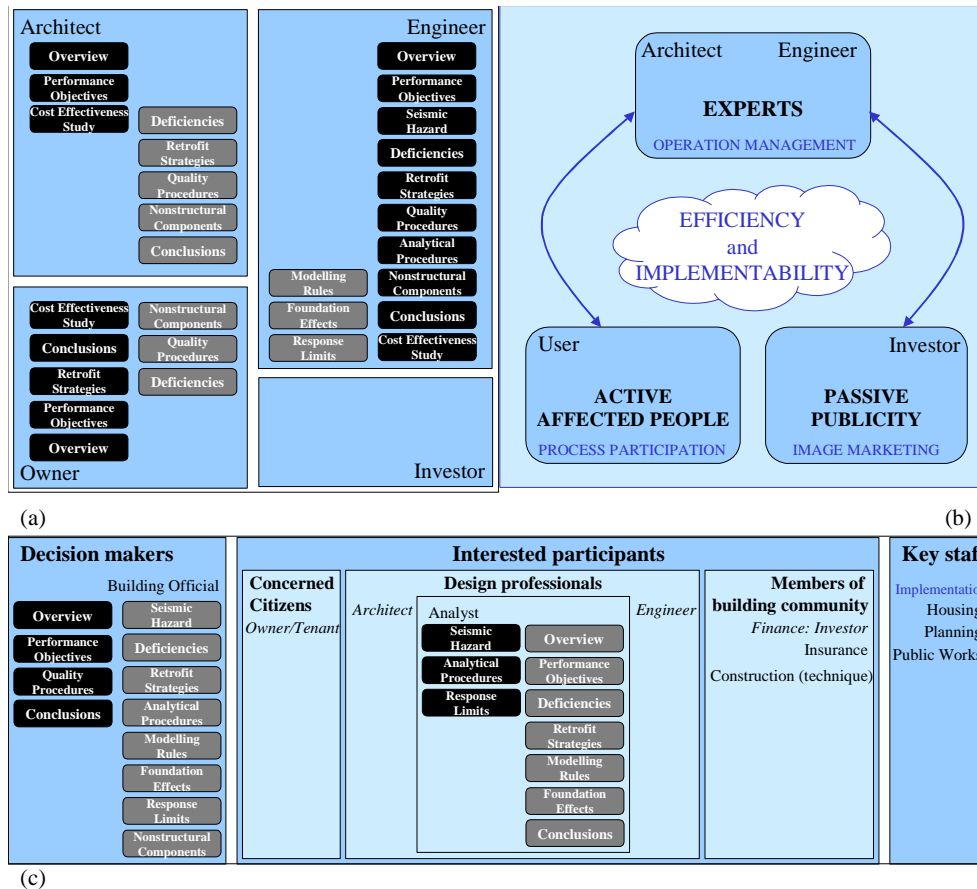 Architect
Overview
Performance
Objectives
Cost Effectiveness
Study
Deficiencies
Retrofit
Strategies
Quality
Procedures
Nonstructural
Components
Conclusions
Engineer
Overview
Performance
Objectives
Seismic
Hazard
Deficiencies
Retrofit
Strategies
Quality
Procedures
Analytical
Procedures
Nonstructural
Components
Conclusions
Cost Effectiveness
Study
Modelling
Rules
Foundation
Effects
Response
Limits
Cost Effectiveness
Study
Conclusions
Retrofit
Strategies
Performance
Objectives
Overview
Nonstructural
Components
Quality
Procedures
Deficiencies
Owner
Investor
(a)
Architect Engineer
EXPERTS
OPERATION MANAGEMENT
EFFICIENCY
and
IMPLEMENTABILITY
User
ACTIVE
AFFECTED PEOPLE
PROCESS PARTICIPATION
Investor
PASSIVE
PUBLICITY
IMAGE MARKETING
(b)
Decision makers
Building Official
Overview
Performance
Objectives
Quality
Procedures
Conclusions
Seismic
Hazard
Deficiencies
Retrofit
Strategies
Analytical
Procedures
Modelling
Rules
Foundation
Effects
Response
Limits
Nonstructural
Components
Interested participants
Concerned
Citizens
Owner/Tenant
Design professionals
Architect
Engineer
Analyst
Seismic
Hazard
Analytical
Procedures
Response
Limits
Overview
Performance
Objectives
Deficiencies
Retrofit
Strategies
Modelling
Rules
Foundation
Effects
Conclusions
Members of
building community
Finance: Investor
Insurance
Construction (technique)
Key staf
Implementation
Housing
Planning
Public Works
(c)